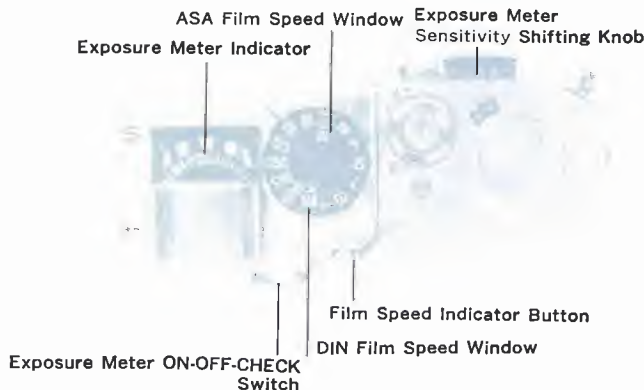 ASA Film Speed Window
Exposure Meter
Sensitivity Shifting Knob
Exposure Meter Indicator
Film Speed Indicator Button
DIN Film Speed Window
Exposure Meter ON-OFF-CHECK
Switch